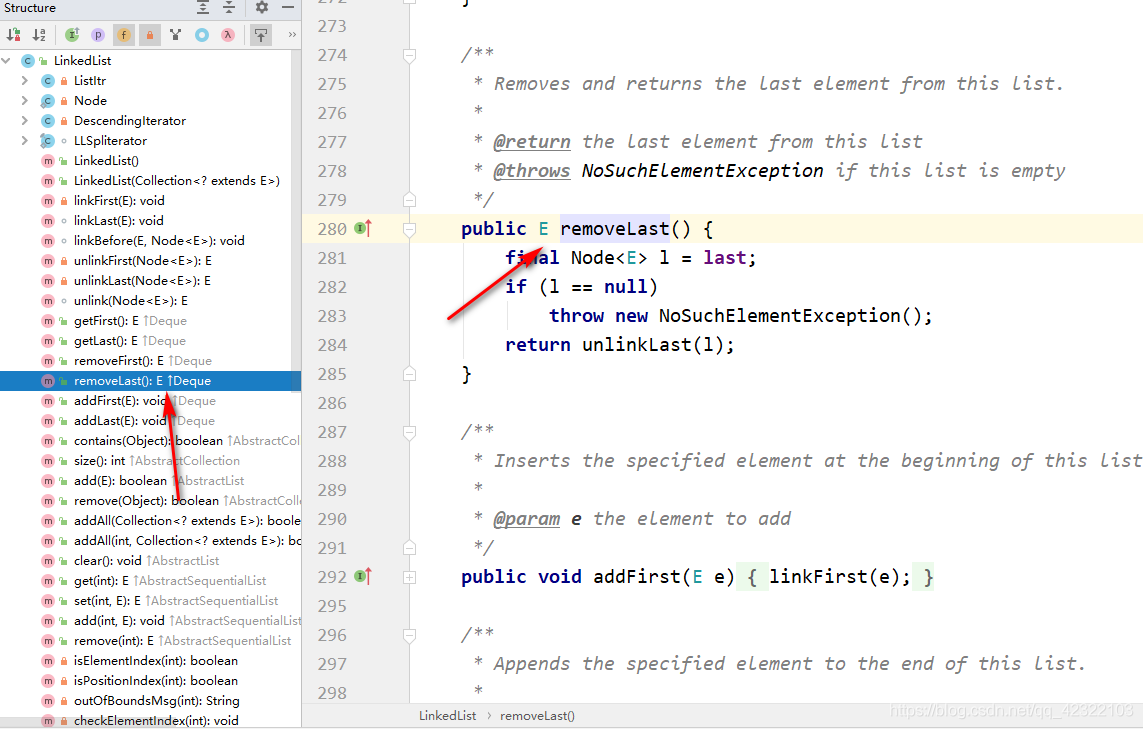 Structure
LinkedList
ListItr
Node
DescendingIterator
LLSpliterator
LinkedList()
LinkedList(Collection<? extends E>)
linkFirst(E): void
linkLast(E): void
linkBefore(E, Node<E>): void
unlinkFirst(Node<E>): E
unlinkLast(Node<E>): E
unlink(Node<E>): E
getFirst(): E ↑Deque
getLast(): E ↑Deque
removeFirst(): E ↑Deque
removeLast(): E ↑Deque
addFirst(E): void ↑Deque
addLast(E): void ↑Deque
contains(Object): boolean ↑AbstractCol
size(): int ↑AbstractCollection
add(E): boolean ↑AbstractList
remove(Object): boolean ↑AbstractColl
addAll(Collection<? extends E>): boole
addAll(int, Collection<? extends E>): bo
clear(): void ↑AbstractList
get(int): E ↑AbstractSequentialList
set(int, E): E ↑AbstractSequentialList
add(int, E): void ↑AbstractSequentialList
remove(int): E ↑AbstractSequentialList
isElementIndex(int): boolean
isPositionIndex(int): boolean
outOfBoundsMsg(int): String
checkElementIndex(int): void
272 }
273
274 /**
275 * Removes and returns the last element from this list.
276 *
277 * @return the last element from this list
278 * @throws NoSuchElementException if this list is empty
279 */
280 public E removeLast() {
281 final Node<E> l = last;
282 if (l == null)
283 throw new NoSuchElementException();
284 return unlinkLast(l);
285 }
286
287 /**
288 * Inserts the specified element at the beginning of this list
289 *
290 * @param e the element to add
291 */
292 public void addFirst(E e) { linkFirst(e); }
295
296 /**
297 * Appends the specified element to the end of this list.
298 *
LinkedList › removeLast()
https://blog.csdn.net/qq_42322103